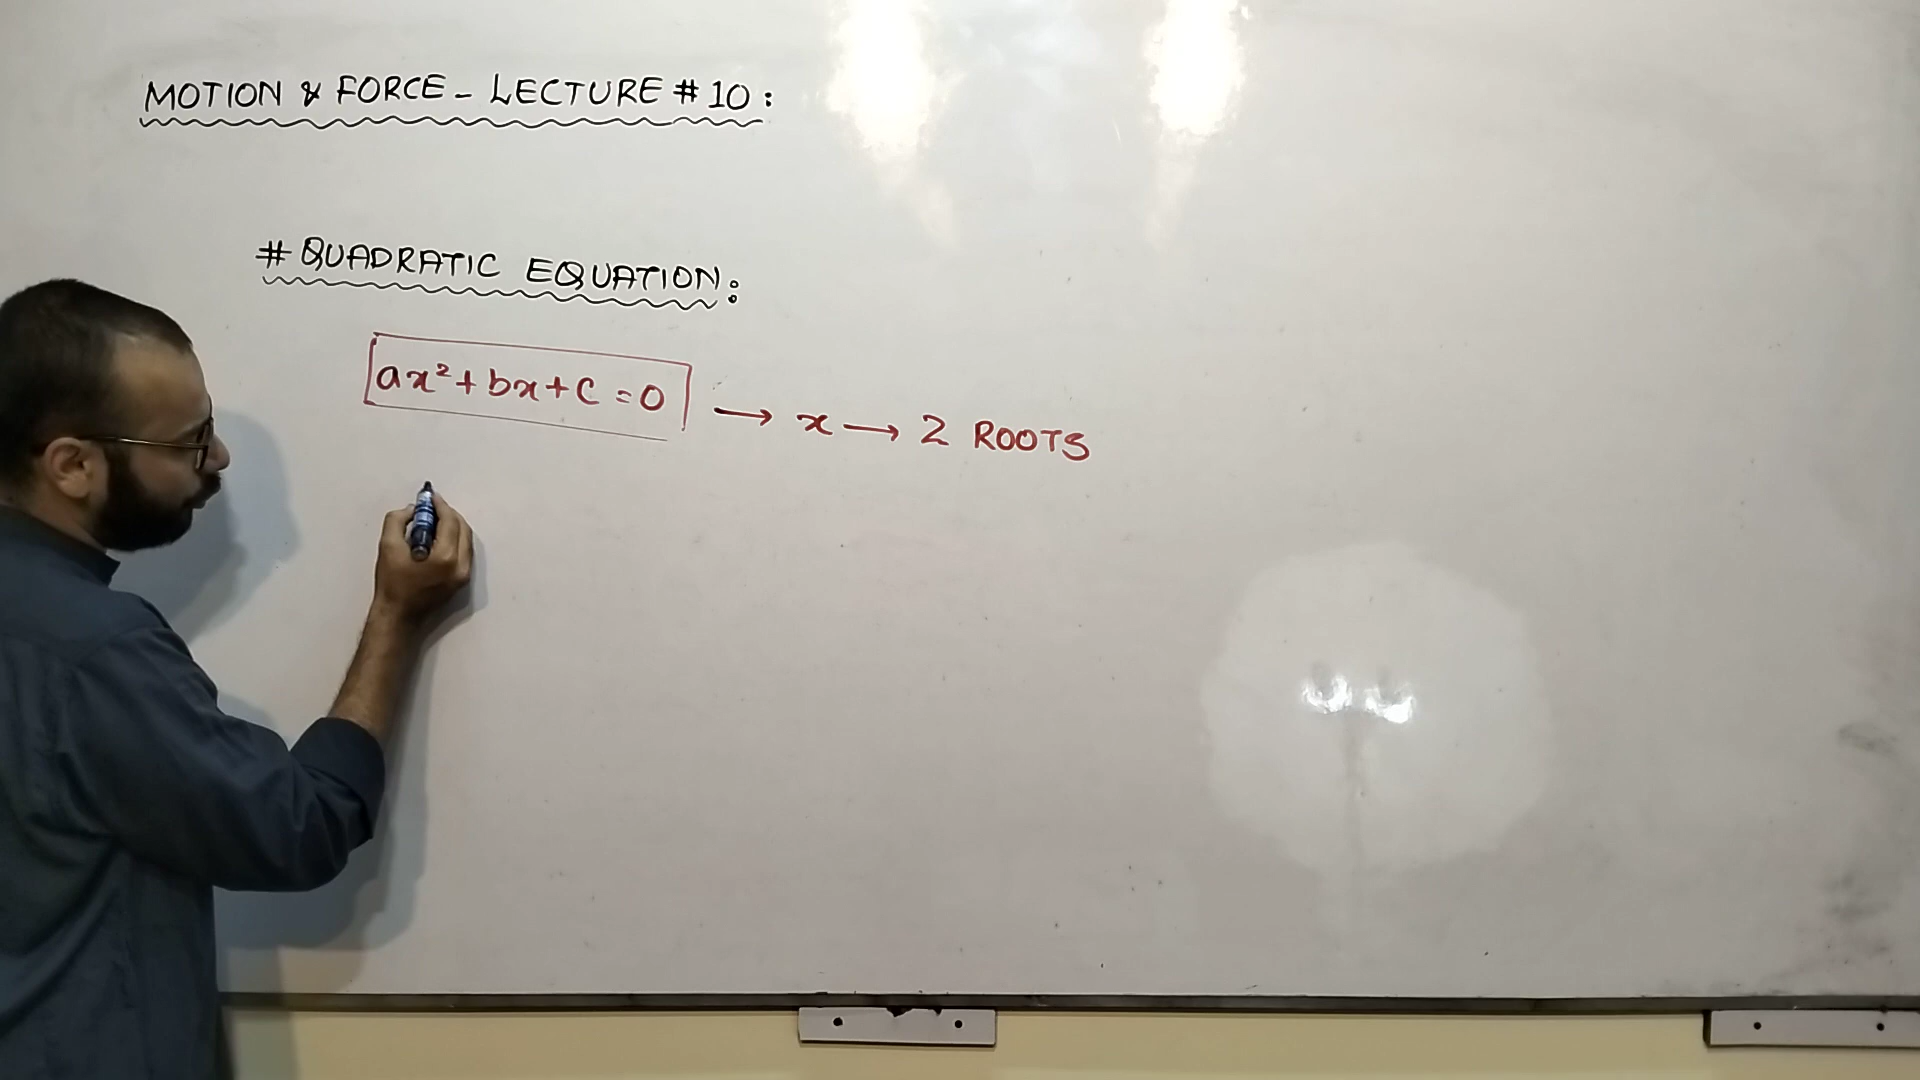 MOTION & FORCE - LECTURE # 10 :
# QUADRATIC EQUATION :
ax² + bx + c = 0 → x → 2 ROOTS